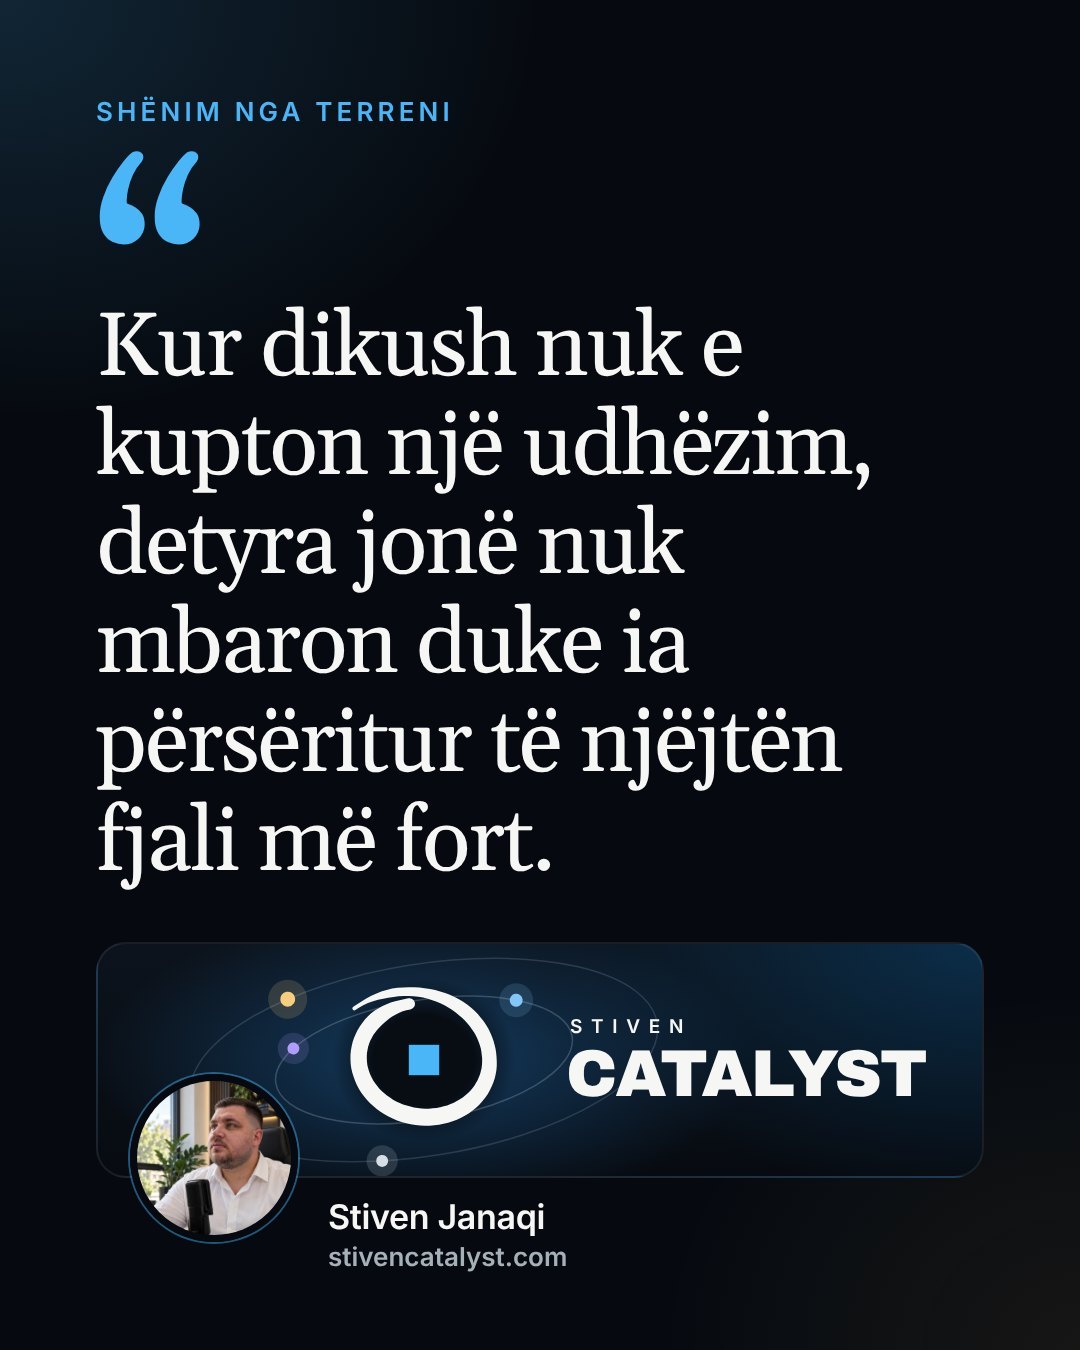 SHËNIM NGA TERRENI
“
Kur dikush nuk e
kupton një udhëzim,
detyra jonë nuk
mbaron duke ia
përsëritur të njëjtën
fjali më fort.
STIVEN
CATALYST
Stiven Janaqi
stivencatalyst.com